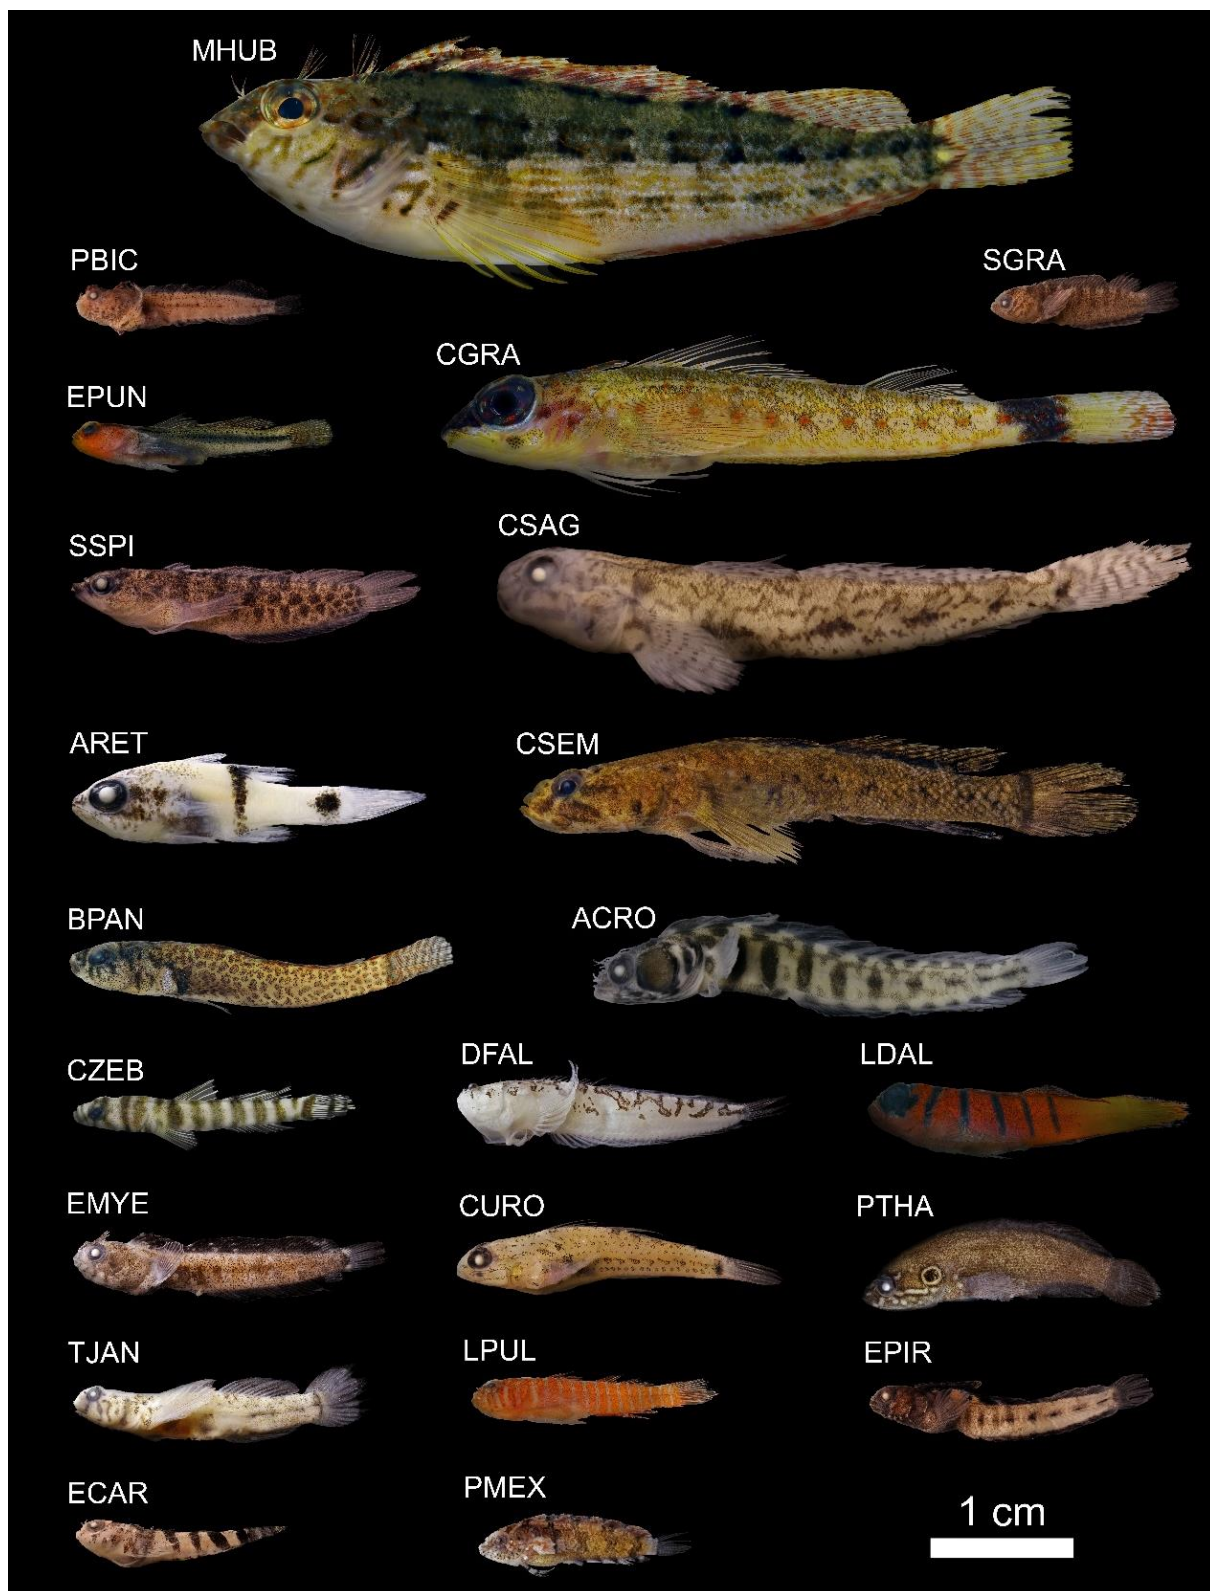 MHUB
PBIC
SGRA
CGRA
EPUN
CSAG
SSPI
ARET
CSEM
BPAN
ACRO
CZEB
DFAL
LDAL
EMYE
CURO
PTHA
TJAN
LPUL
EPIR
ECAR
PMEX
1 cm